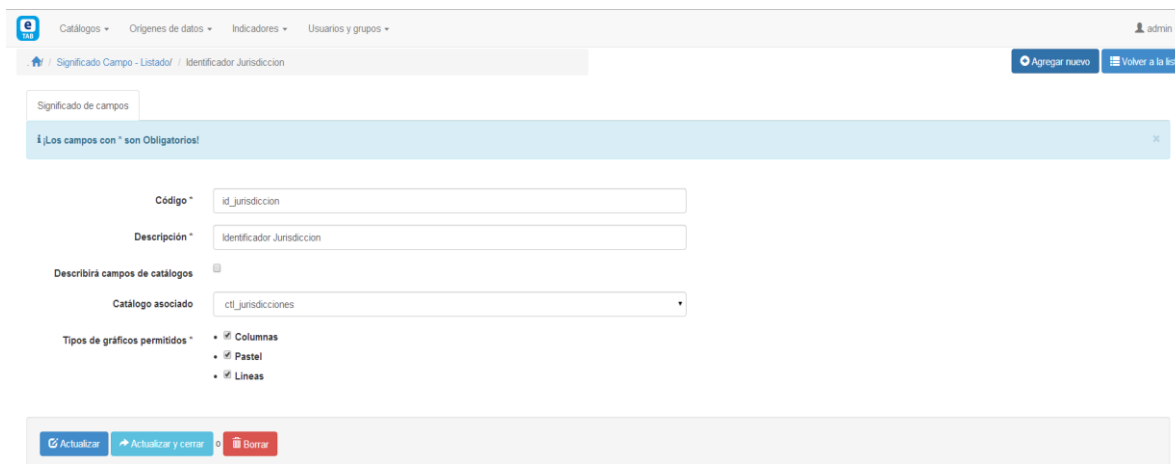 e
TAB
Catálogos
Orígenes de datos
Indicadores
Usuarios y grupos
admin
/ Significado Campo - Listado/ / Identificador Jurisdiccion
Agregar nuevo
Volver a la lis
Significado de campos
¡Los campos con * son Obligatorios!
×
Código *
id_jurisdiccion
Descripción *
Identificador Jurisdiccion
Describirá campos de catálogos
Catálogo asociado
ctl_jurisdicciones
Tipos de gráficos permitidos *
Columnas
Pastel
Lineas
Actualizar
Actualizar y cerrar
o
Borrar